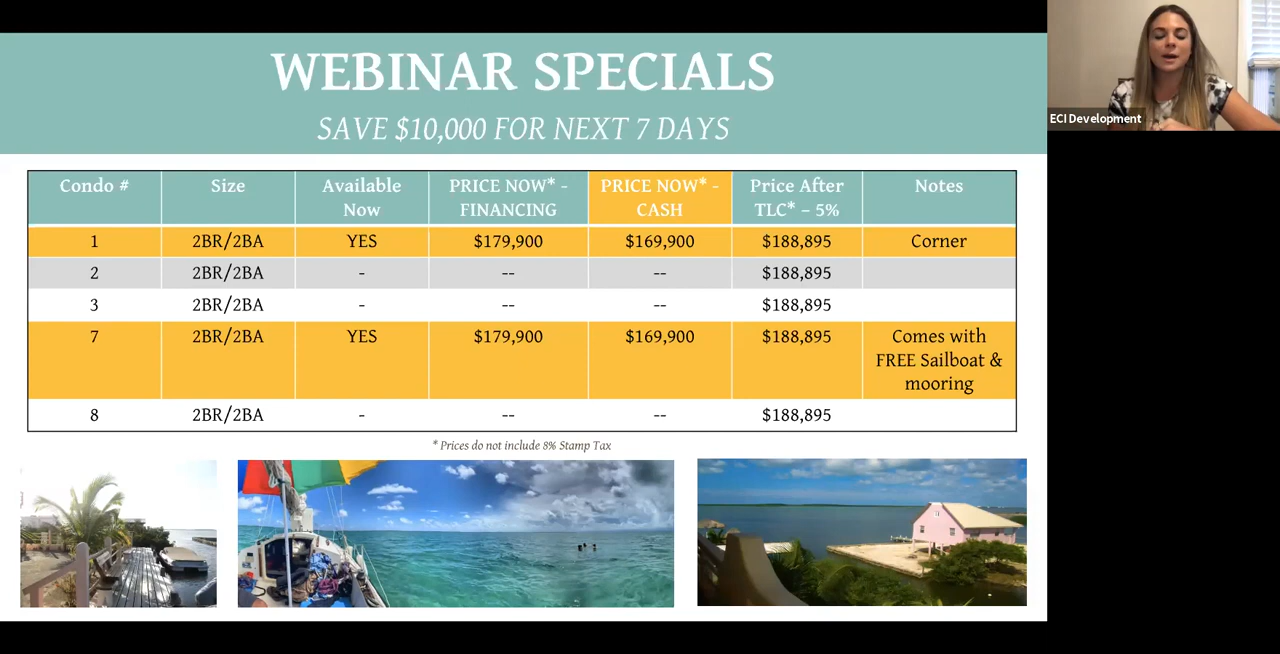 WEBINAR SPECIALS
SAVE $10,000 FOR NEXT 7 DAYS
ECI Development
Condo # Size Available Now PRICE NOW* - FINANCING PRICE NOW* - CASH Price After TLC* – 5% Notes
1 2BR/2BA YES $179,900 $169,900 $188,895 Corner
2 2BR/2BA - -- -- $188,895
3 2BR/2BA - -- -- $188,895
7 2BR/2BA YES $179,900 $169,900 $188,895 Comes with
FREE Sailboat &
mooring
8 2BR/2BA - -- -- $188,895
* Prices do not include 8% Stamp Tax